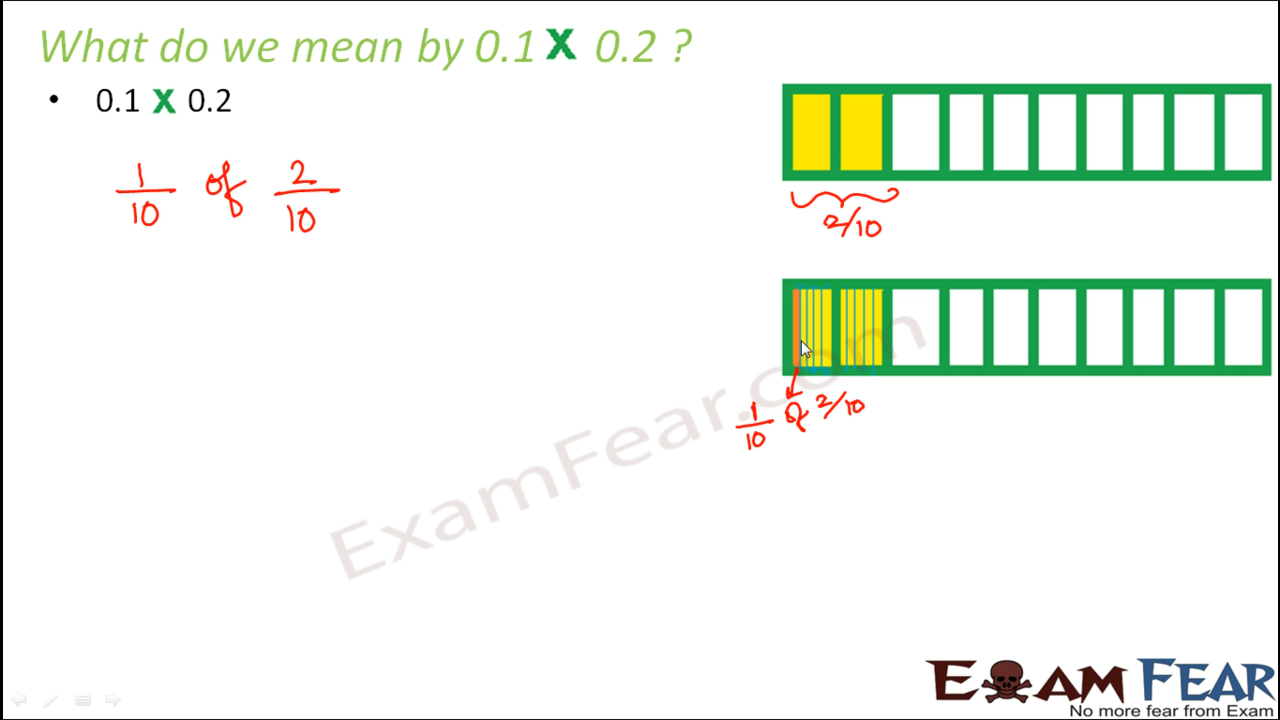 What do we mean by 0.1 X 0.2 ?
• 0.1 X 0.2
1/10 of 2/10
2/10
1/10 of 2/10
ExamFear.com
EXAM FEAR
No more fear from Exam